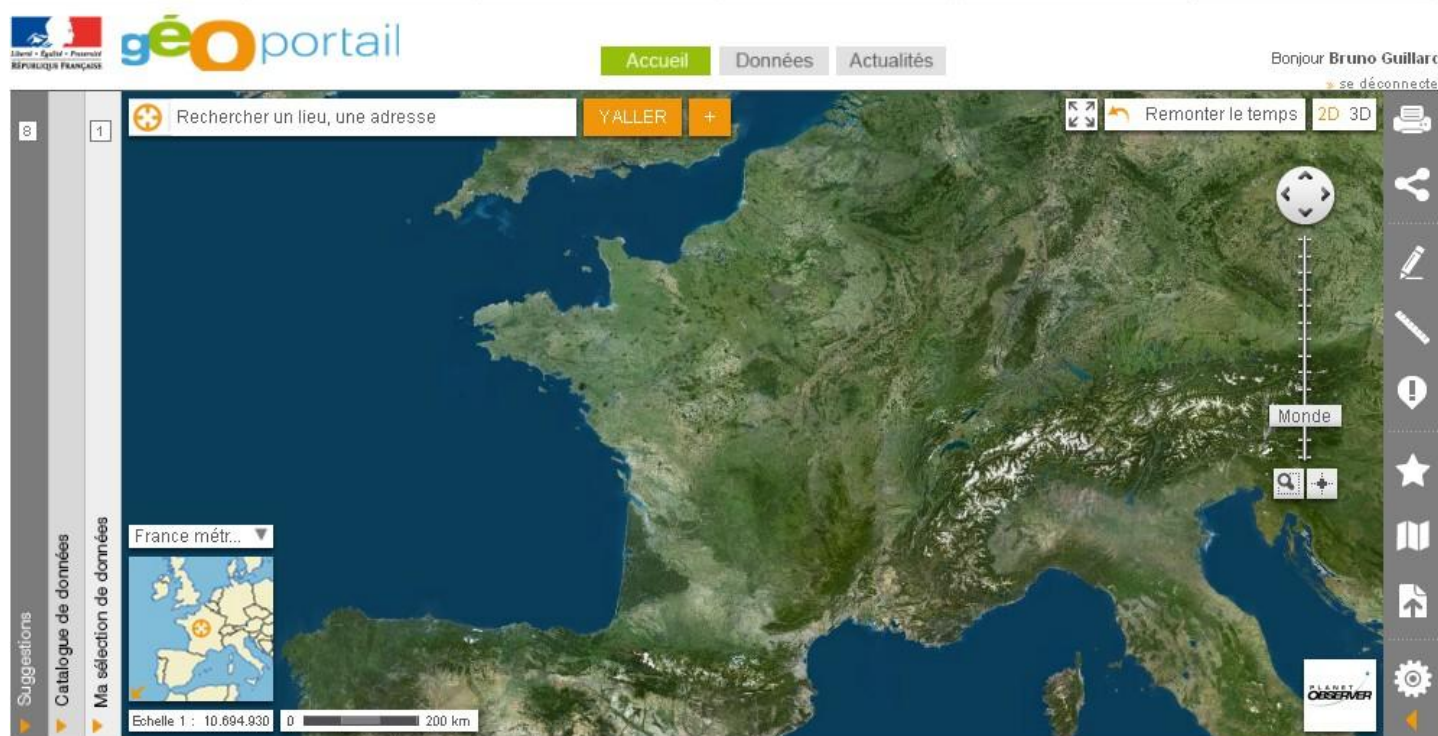 Liberté • Égalité • Fraternité
RÉPUBLIQUE FRANÇAISE
géoportail
Accueil
Données
Actualités
Bonjour Bruno Guillard
» se déconnecte
8
Suggestions
Catalogue de données
1
Ma sélection de données
Rechercher un lieu, une adresse
Y ALLER
+
Remonter le temps
2D 3D
Monde
France métr...
Echelle 1 : 10.694.930
0 200 km
PLANET
OBSERVER